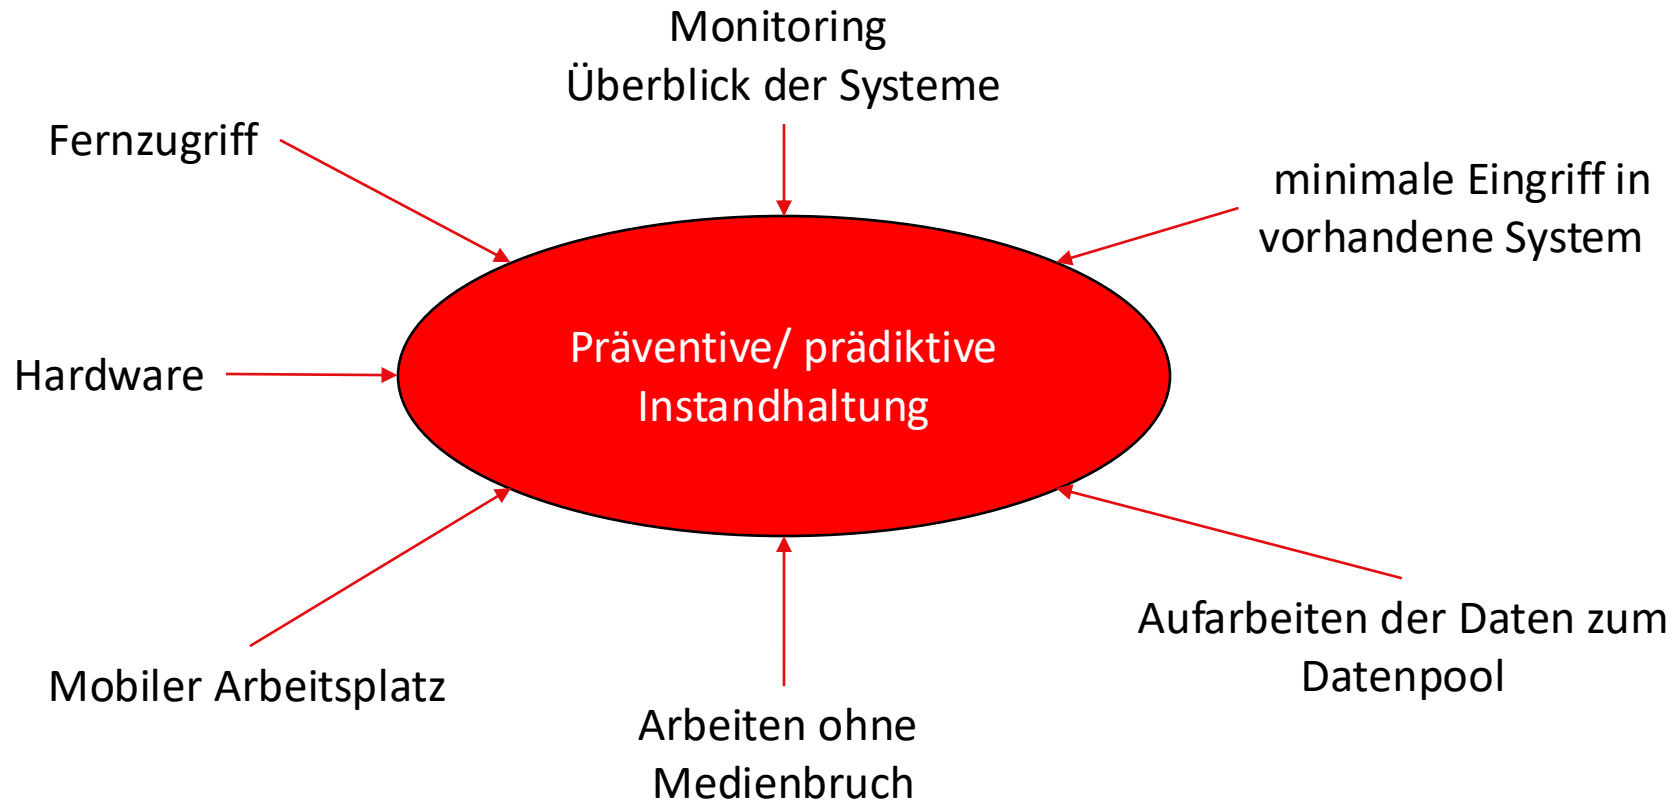 Monitoring
Überblick der Systeme
Fernzugriff
minimale Eingriff in
vorhandene System
Präventive/ prädiktive
Instandhaltung
Hardware
Aufarbeiten der Daten zum
Datenpool
Mobiler Arbeitsplatz
Arbeiten ohne
Medienbruch